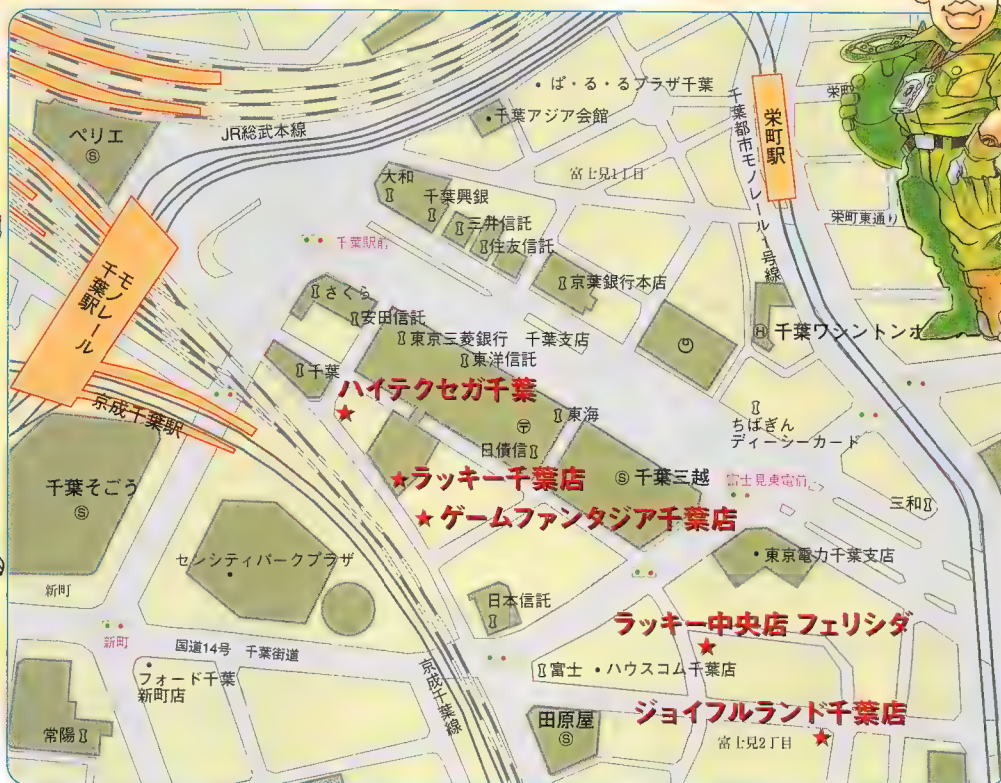 ぱ・る・るプラザ千葉
千葉アジア会館
ペリエ
JR総武本線
千葉都市モノレール1号線
栄町駅
栄町
栄町東通り
富士見1丁目
大和
千葉興銀
三井信託
住友信託
京葉銀行本店
千葉駅前
モノレール
千葉駅
さくら
安田信託
東京三菱銀行 千葉支店
東洋信託
千葉ワシントンホ
千葉
ハイテクセガ千葉
東海
日債信
ちばぎん
ディーシーカード
京成千葉駅
ラッキー千葉店
千葉三越
富士見東電前
三和
ゲームファンタジア千葉店
千葉そごう
センシティパークプラザ
東京電力千葉支店
新町
日本信託
ラッキー中央店 フェリシダ
新町
国道14号 千葉街道
フォード千葉
新町店
富士
ハウスコム千葉店
京成千葉線
田原屋
ジョイフルランド千葉店
富士見2丁目
常陽